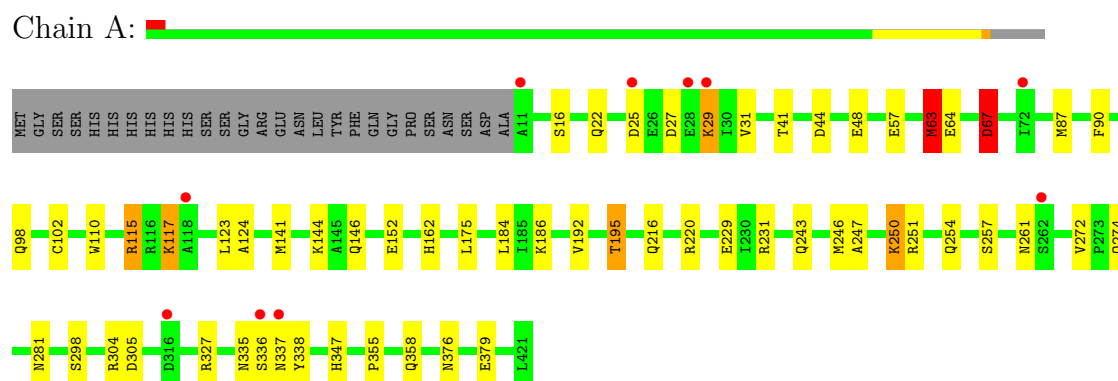 Chain A:
MET GLY SER SER HIS HIS HIS HIS HIS HIS SER SER GLY ARG GLU ASN LEU TYR PHE GLN GLY PRO SER ASN SER ASP ALA A11 S16 Q22 D25 E26 D27 E28 K29 I30 V31 T41 D44 E48 E57 M63 E64 D67 I72 M87 F90
Q98 C102 W110 R115 R116 K117 A118 L123 A124 M141 K144 A145 Q146 E152 H162 L175 L184 I185 K186 V192 T195 Q216 R220 E229 I230 R231 Q243 M246 A247 K250 R251 Q254 S257 N261 S262 V272 P273
N281 S298 R304 D305 D316 R327 N335 S336 N337 Y338 H347 P355 Q358 N376 E379 L421